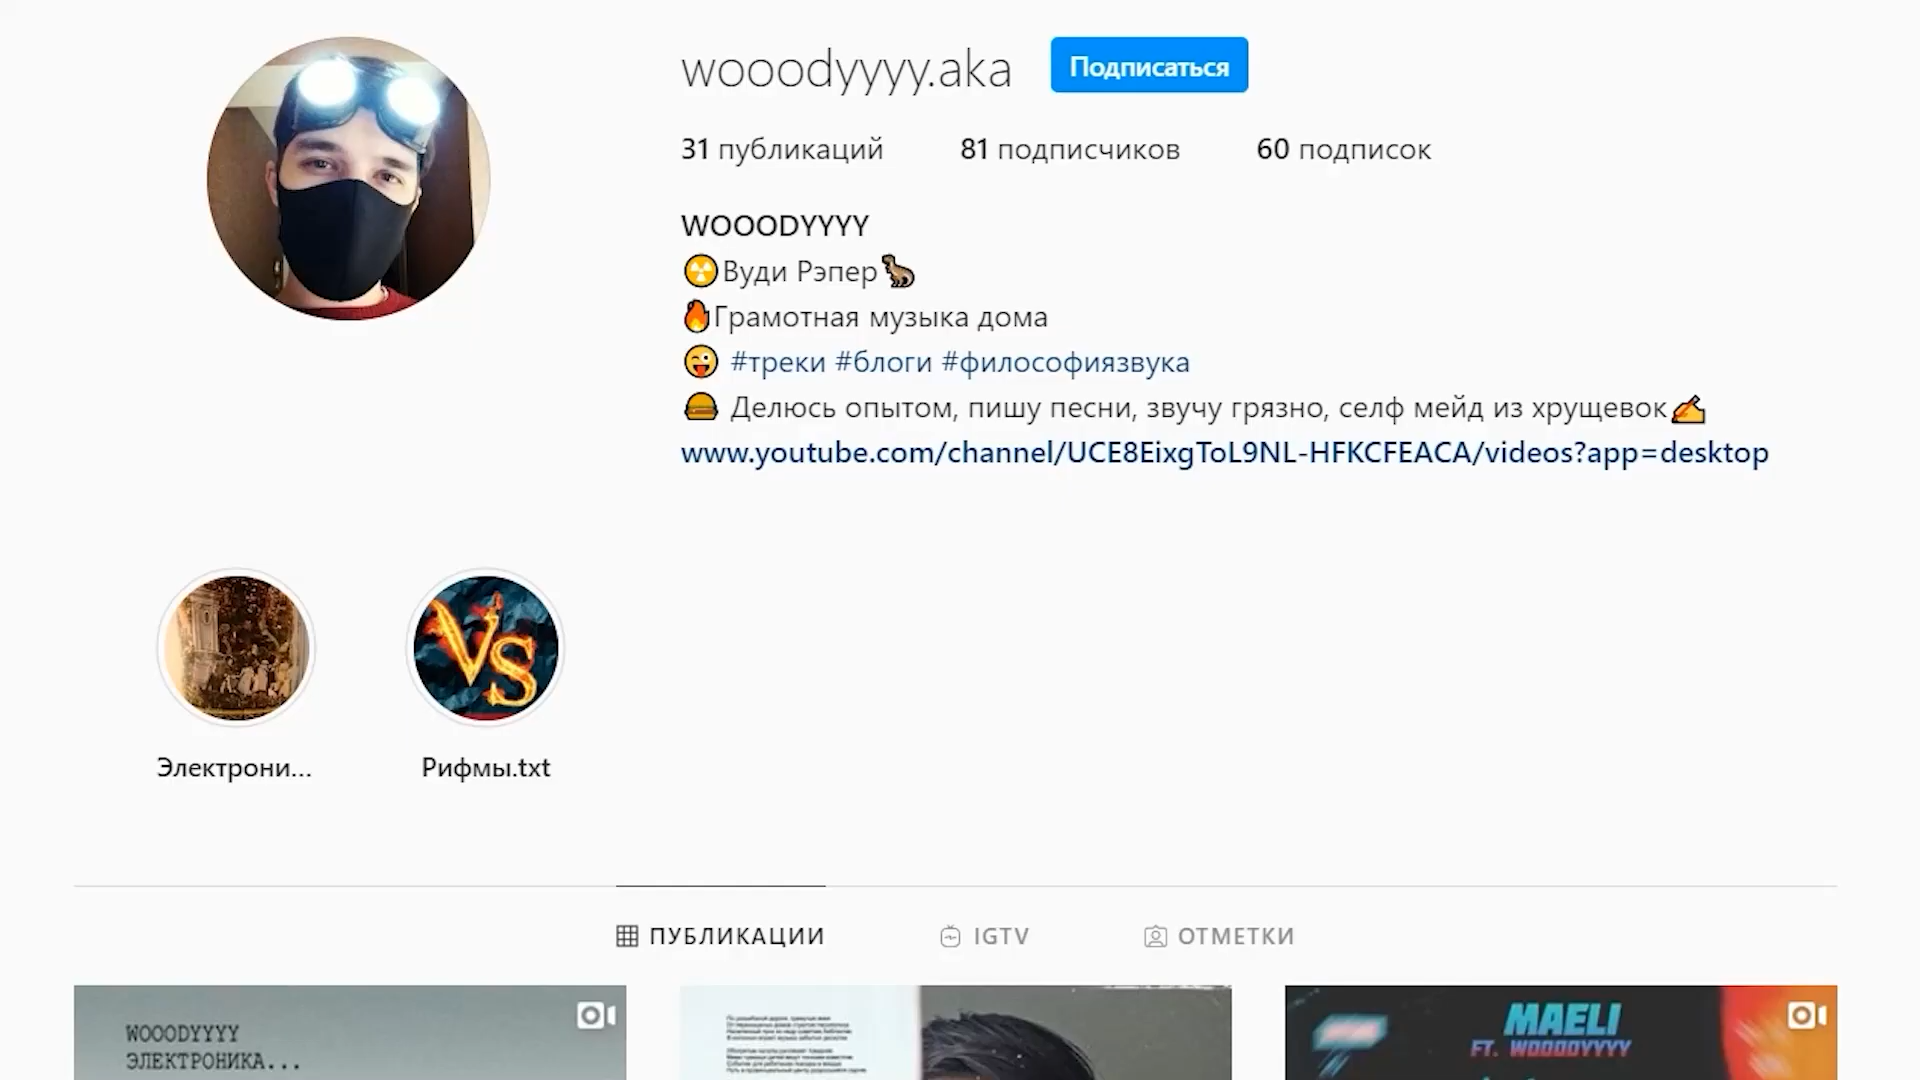 wooodyyyy.aka Подписаться
31 публикаций 81 подписчиков 60 подписок
WOOODYYYY
Вуди Рэпер
Грамотная музыка дома
#треки #блоги #философиязвука
Делюсь опытом, пишу песни, звучу грязно, селф мейд из хрущевок
www.youtube.com/channel/UCE8EixgToL9NL-HFKCFEACA/videos?app=desktop
VS
Электрони... Рифмы.txt
ПУБЛИКАЦИИ IGTV ОТМЕТКИ
WOOODYYYY
ЭЛЕКТРОНИКА...
MAELI
FT. WOOODYYYY